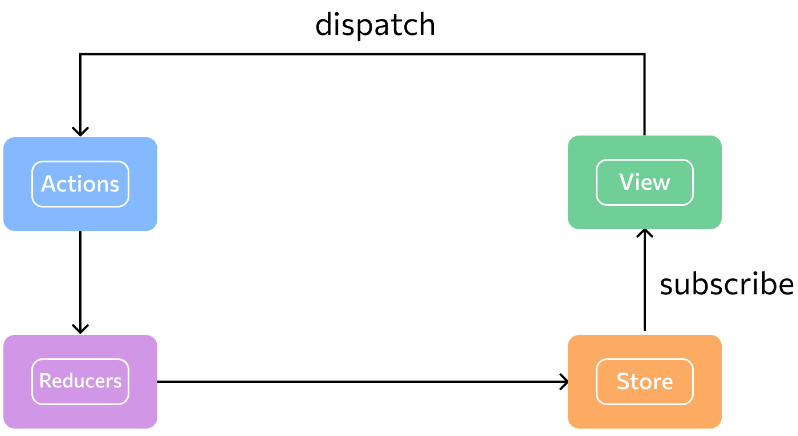 dispatch
Actions
View
subscribe
Reducers
Store